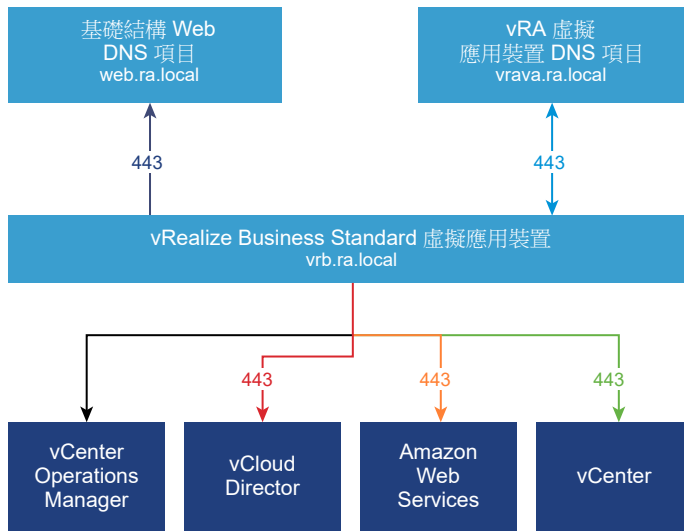 基礎結構 Web
DNS 項目
web.ra.local
vRA 虛擬
應用裝置 DNS 項目
vrava.ra.local
443
443
vRealize Business Standard 虛擬應用裝置
vrb.ra.local
443
443
443
vCenter
Operations
Manager
vCloud
Director
Amazon
Web
Services
vCenter